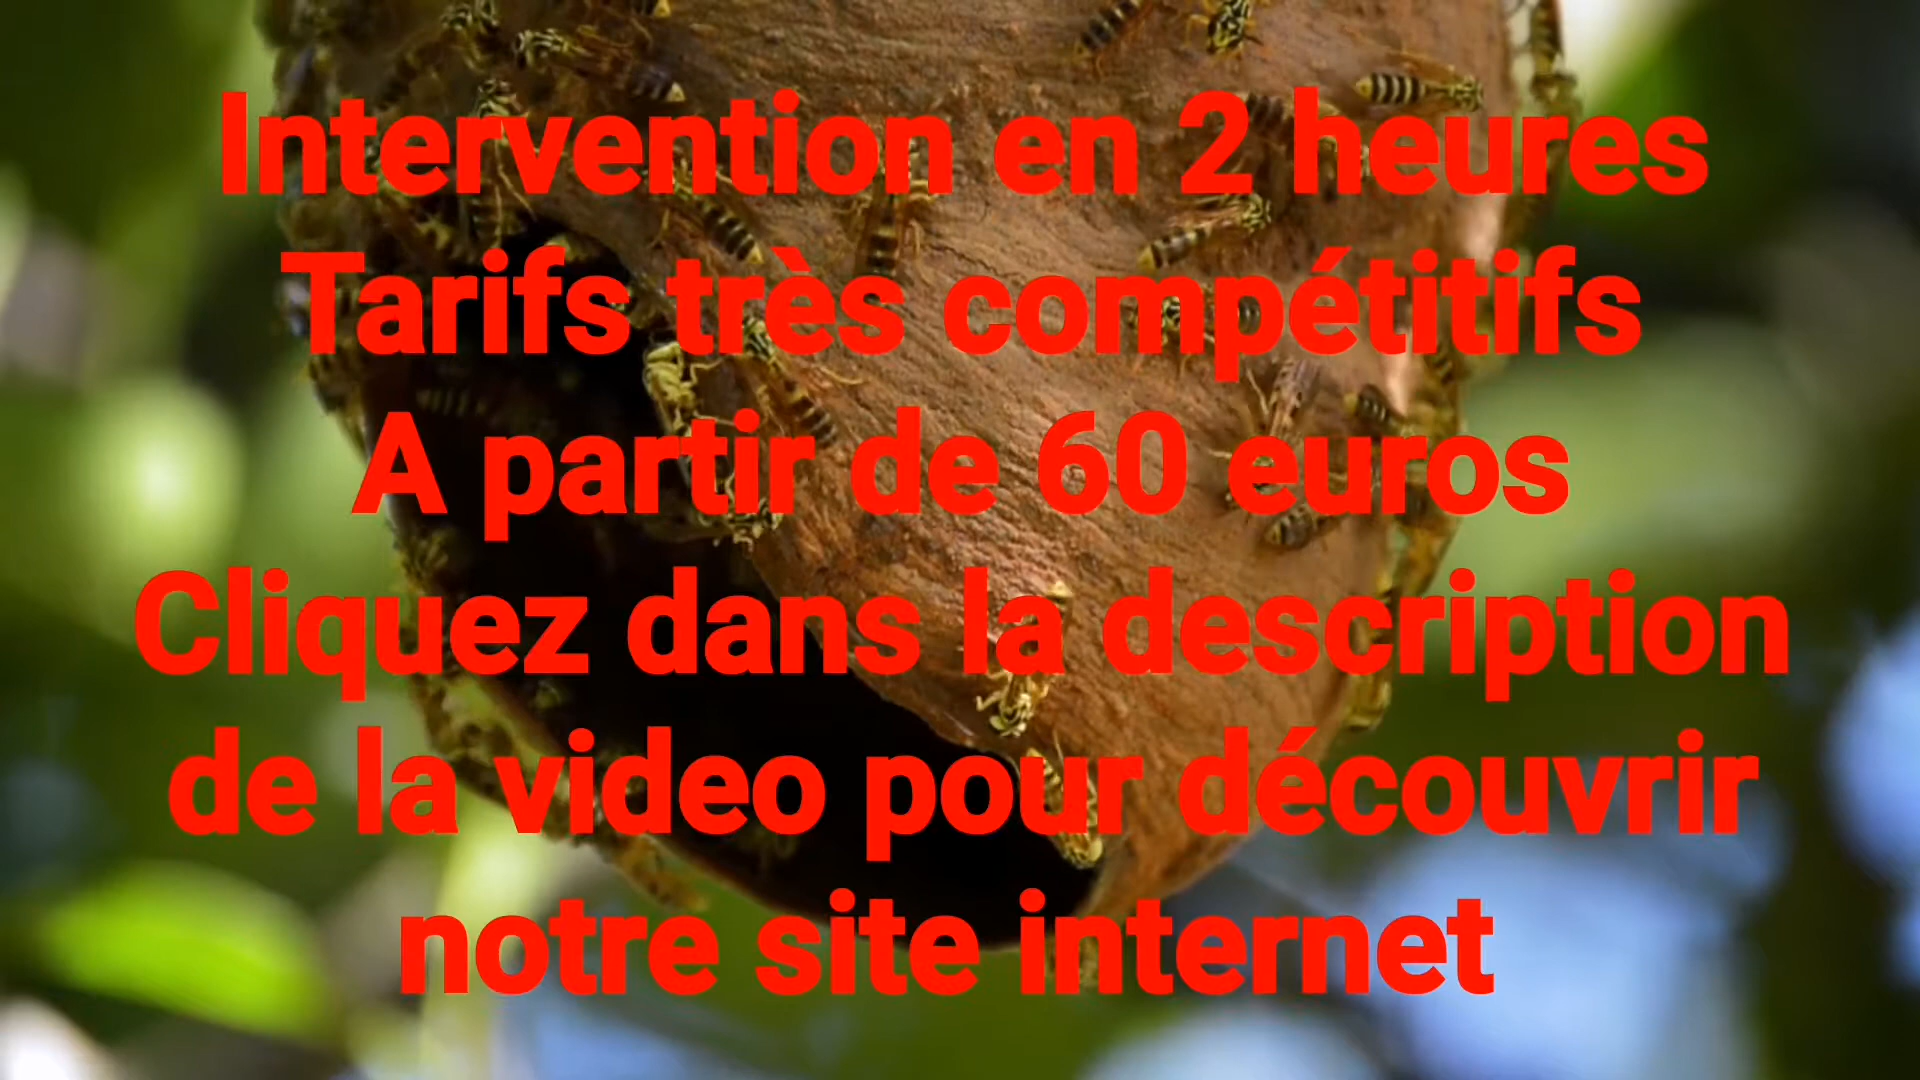 Intervention en 2 heures
Tarifs très compétitifs
A partir de 60 euros
Cliquez dans la description
de la video pour découvrir
notre site internet